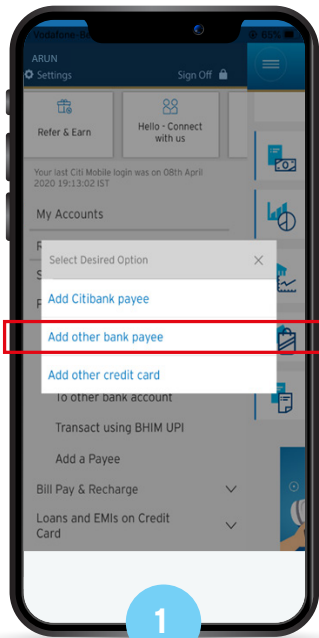 Vodafone-
66%
ARUN
Settings
Sign Off
Refer & Earn
Hello - Connect
with us
Your last Citi Mobile login was on 08th April
2020 19:13:02 IST
My Accounts
Select Desired Option
Add Citibank payee
Add other bank payee
Add other credit card
To other bank account
Transact using BHIM UPI
Add a Payee
Bill Pay & Recharge
Loans and EMIs on Credit
Card
1